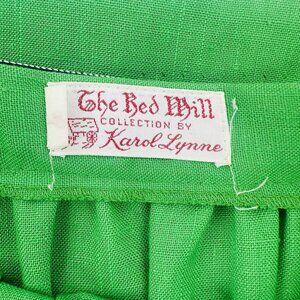 The Red Mill
COLLECTION BY
Karol Lynne